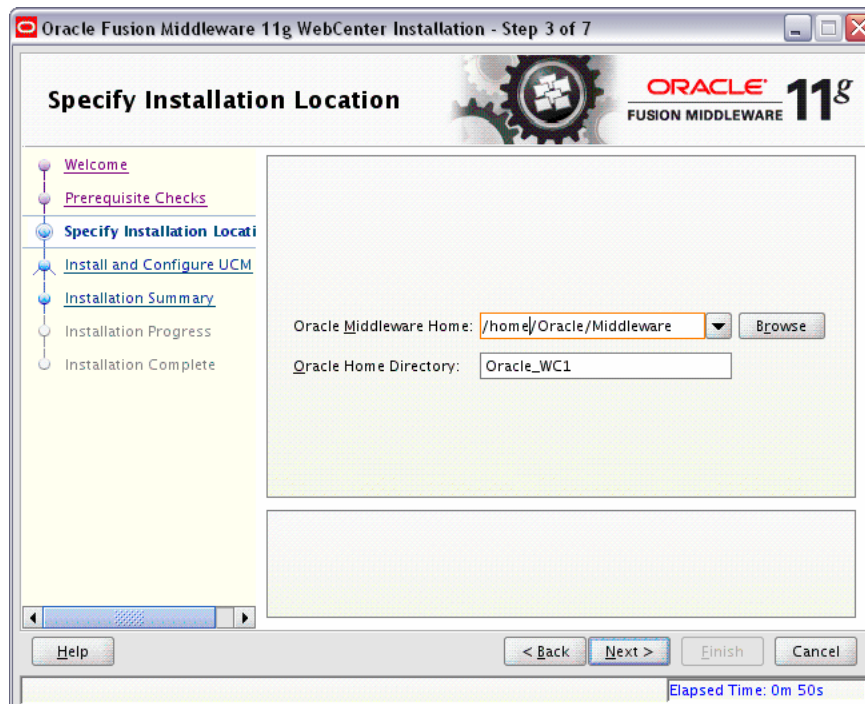 Oracle Fusion Middleware 11g WebCenter Installation - Step 3 of 7
Specify Installation Location
ORACLE
FUSION MIDDLEWARE
11g
Welcome
Prerequisite Checks
Specify Installation Locati
Install and Configure UCM
Installation Summary
Installation Progress
Installation Complete
Oracle Middleware Home: /home/Oracle/Middleware Browse
Oracle Home Directory: Oracle_WC1
Help < Back Next > Finish Cancel
Elapsed Time: 0m 50s